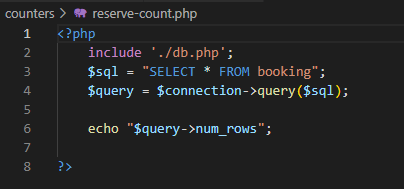 counters > reserve-count.php
1 <?php
2     include './db.php';
3     $sql = "SELECT * FROM booking";
4     $query = $connection->query($sql);
5
6     echo "$query->num_rows";
7
8 ?>